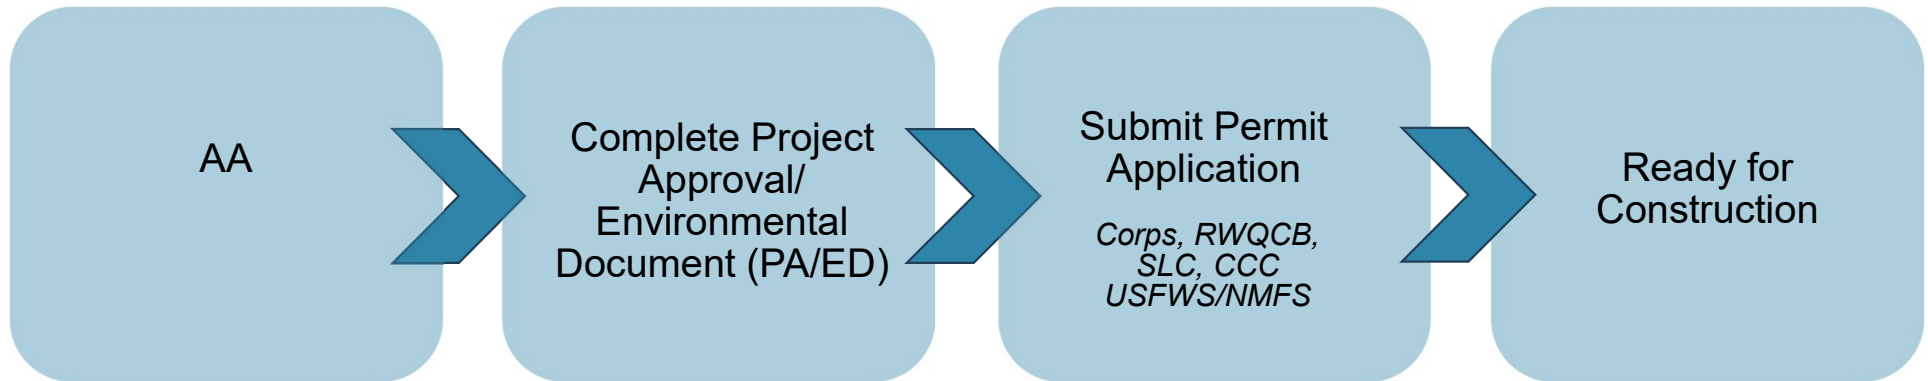 AA
Complete Project
Approval/
Environmental
Document (PA/ED)
Submit Permit
Application
Corps, RWQCB,
SLC, CCC
USFWS/NMFS
Ready for
Construction